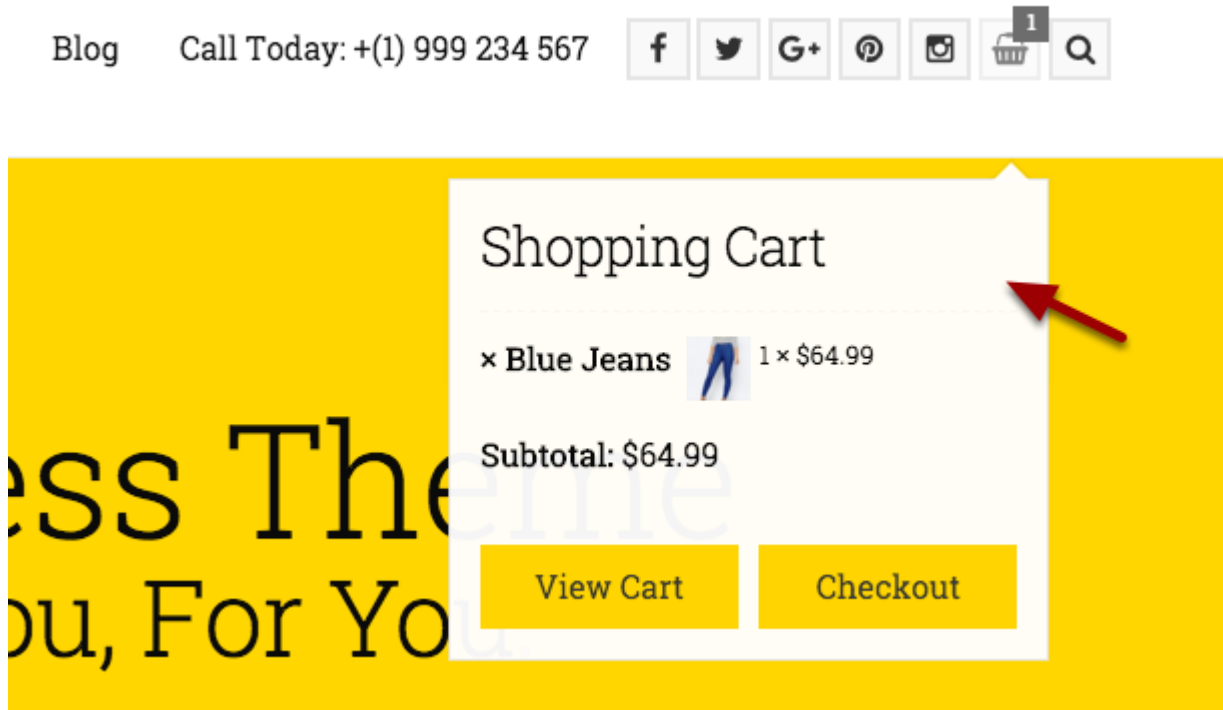 Blog Call Today: +(1) 999 234 567 f G+ 1
Shopping Cart
× Blue Jeans 1 × $64.99
Subtotal: $64.99
ess Theme
View Cart Checkout
ou, For You